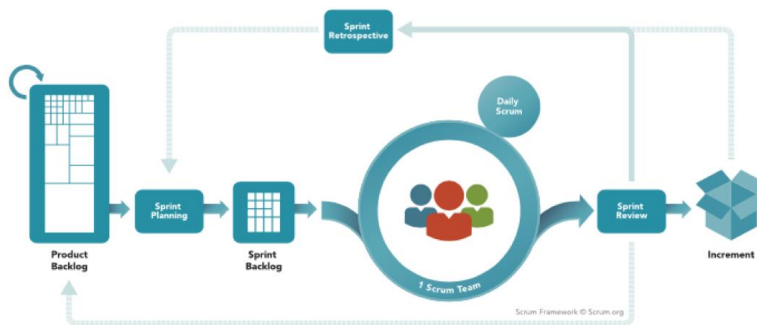 Sprint
Retrospective
Daily
Scrum
Sprint
Planning
Sprint
Review
Product
Backlog
Sprint
Backlog
1 Scrum Team
Increment
Scrum Framework © Scrum.org